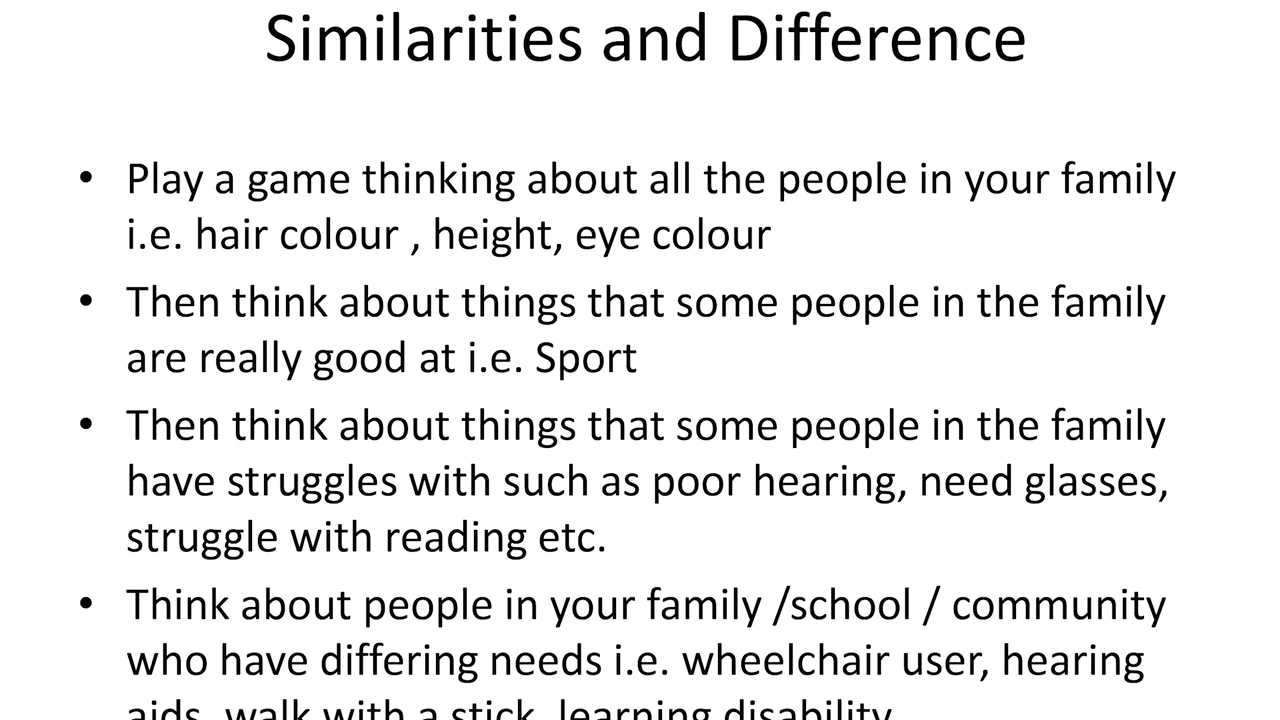 Similarities and Difference
• Play a game thinking about all the people in your family
i.e. hair colour , height, eye colour
• Then think about things that some people in the family
are really good at i.e. Sport
• Then think about things that some people in the family
have struggles with such as poor hearing, need glasses,
struggle with reading etc.
• Think about people in your family /school / community
who have differing needs i.e. wheelchair user, hearing
aids, walk with a stick, learning disability